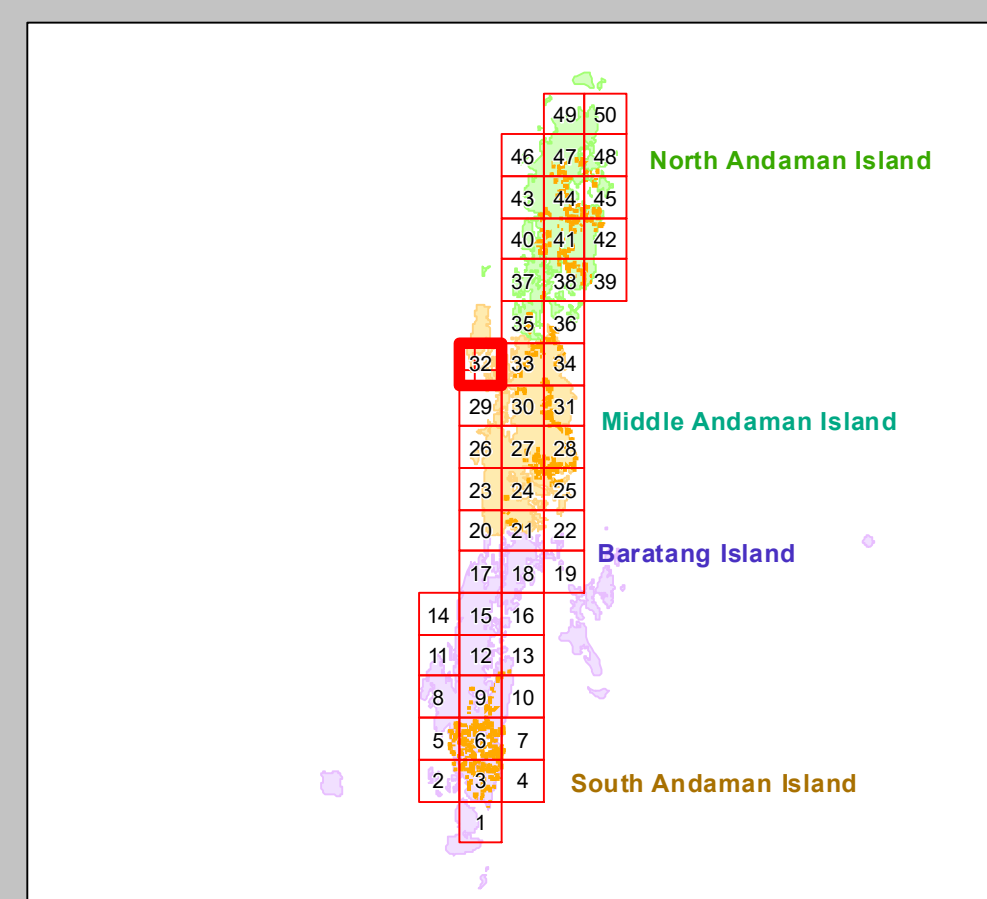 49 50
46 47 48
North Andaman Island
43 44 45
40 41 42
37 38 39
35 36
32 33 34
29 30 31
Middle Andaman Island
26 27 28
23 24 25
20 21 22
Baratang Island
17 18 19
14 15 16
11 12 13
8 9 10
5 6 7
2 3 4
South Andaman Island
1